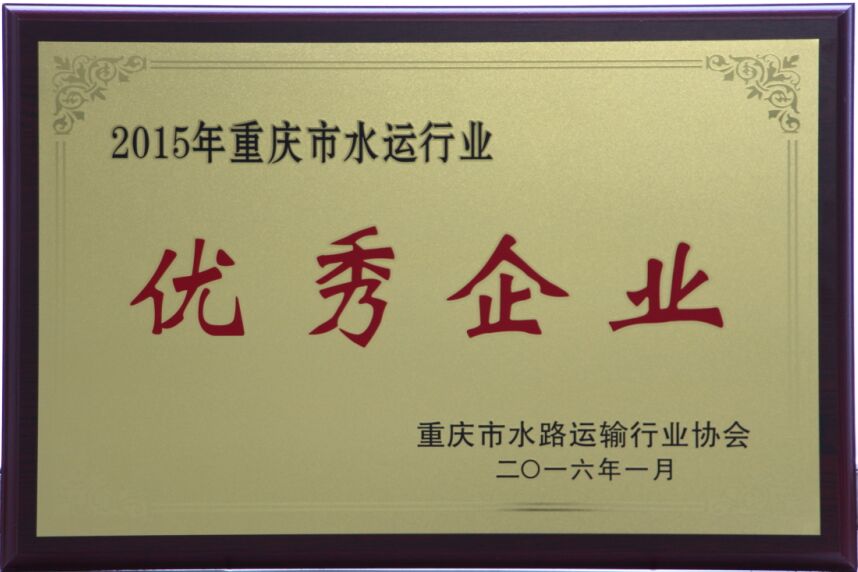 2015年重庆市水运行业
优秀企业
重庆市水路运输行业协会
二〇一六年一月